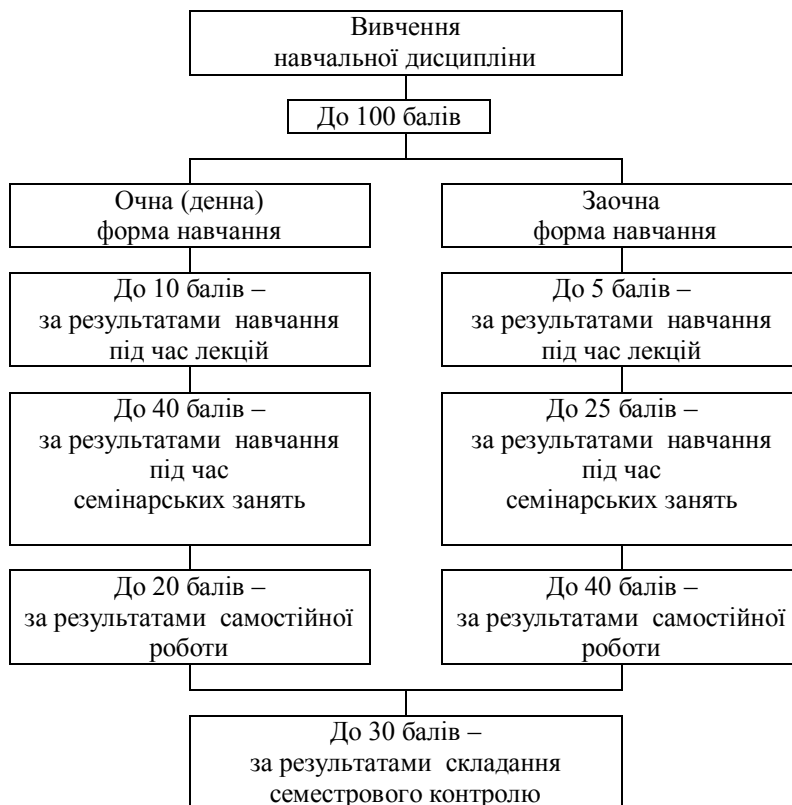 Вивчення
навчальної дисципліни
До 100 балів
Очна (денна)
форма навчання
Заочна
форма навчання
До 10 балів –
за результатами навчання
під час лекцій
До 5 балів –
за результатами навчання
під час лекцій
До 40 балів –
за результатами навчання
під час
семінарських занять
До 25 балів –
за результатами навчання
під час
семінарських занять
До 20 балів –
за результатами самостійної
роботи
До 40 балів –
за результатами самостійної
роботи
До 30 балів –
за результатами складання
семестрового контролю